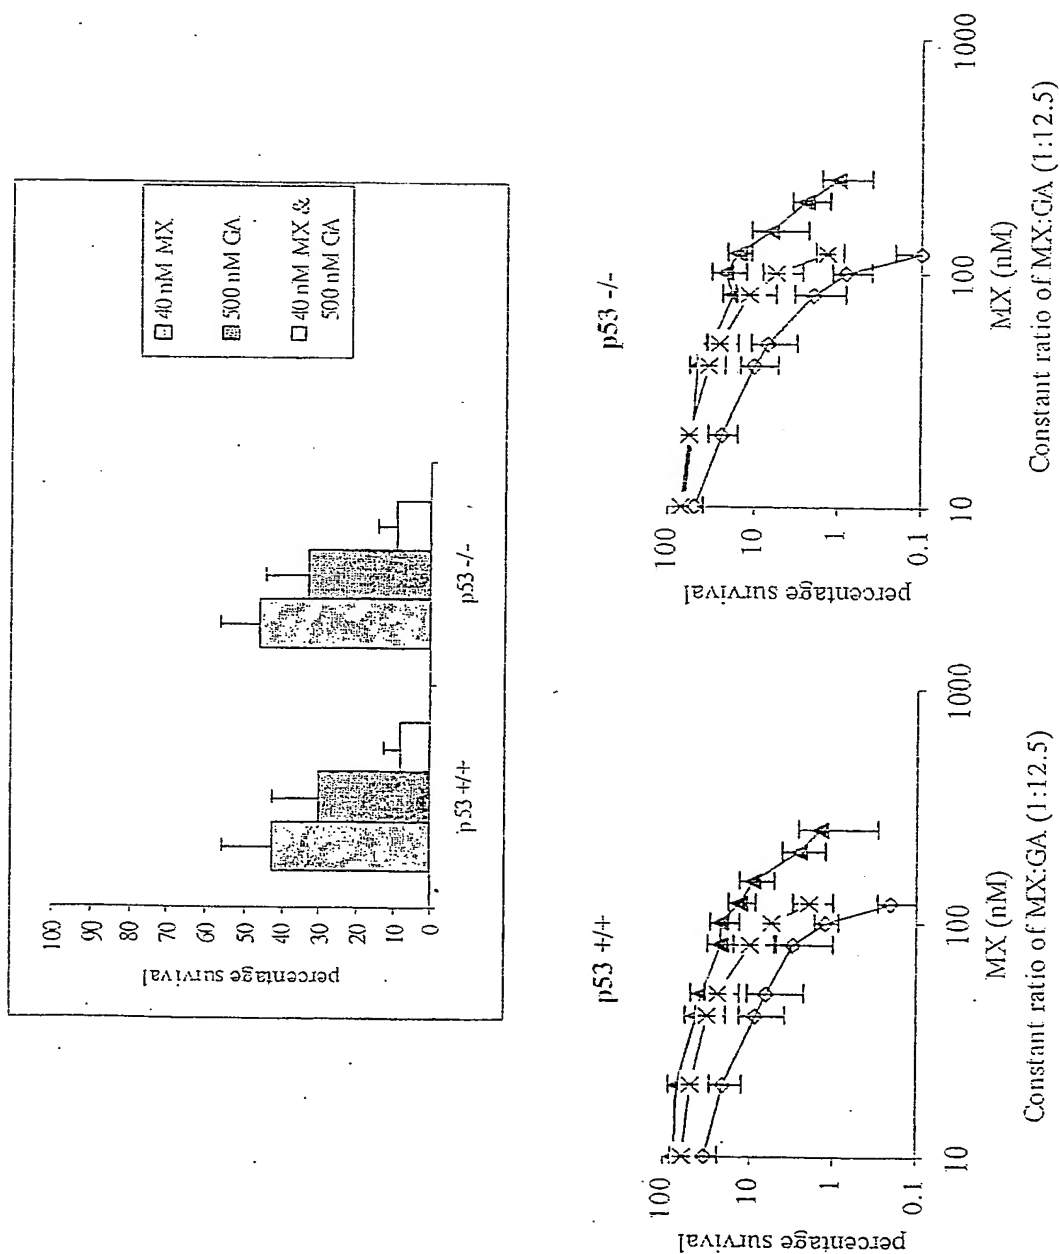 100
90
80
70
60
50
40
30
20
10
0
percentage survival
p53 +/+
p53 -/-
40 nM MX
500 nM GA
40 nM MX &
500 nM GA
p53 +/+
percentage survival
100
10
1
0.1
10
100
1000
MX (nM)
Constant ratio of MX:GA (1:12.5)
p53 -/-
percentage survival
100
10
1
0.1
10
100
1000
MX (nM)
Constant ratio of MX:GA (1:12.5)